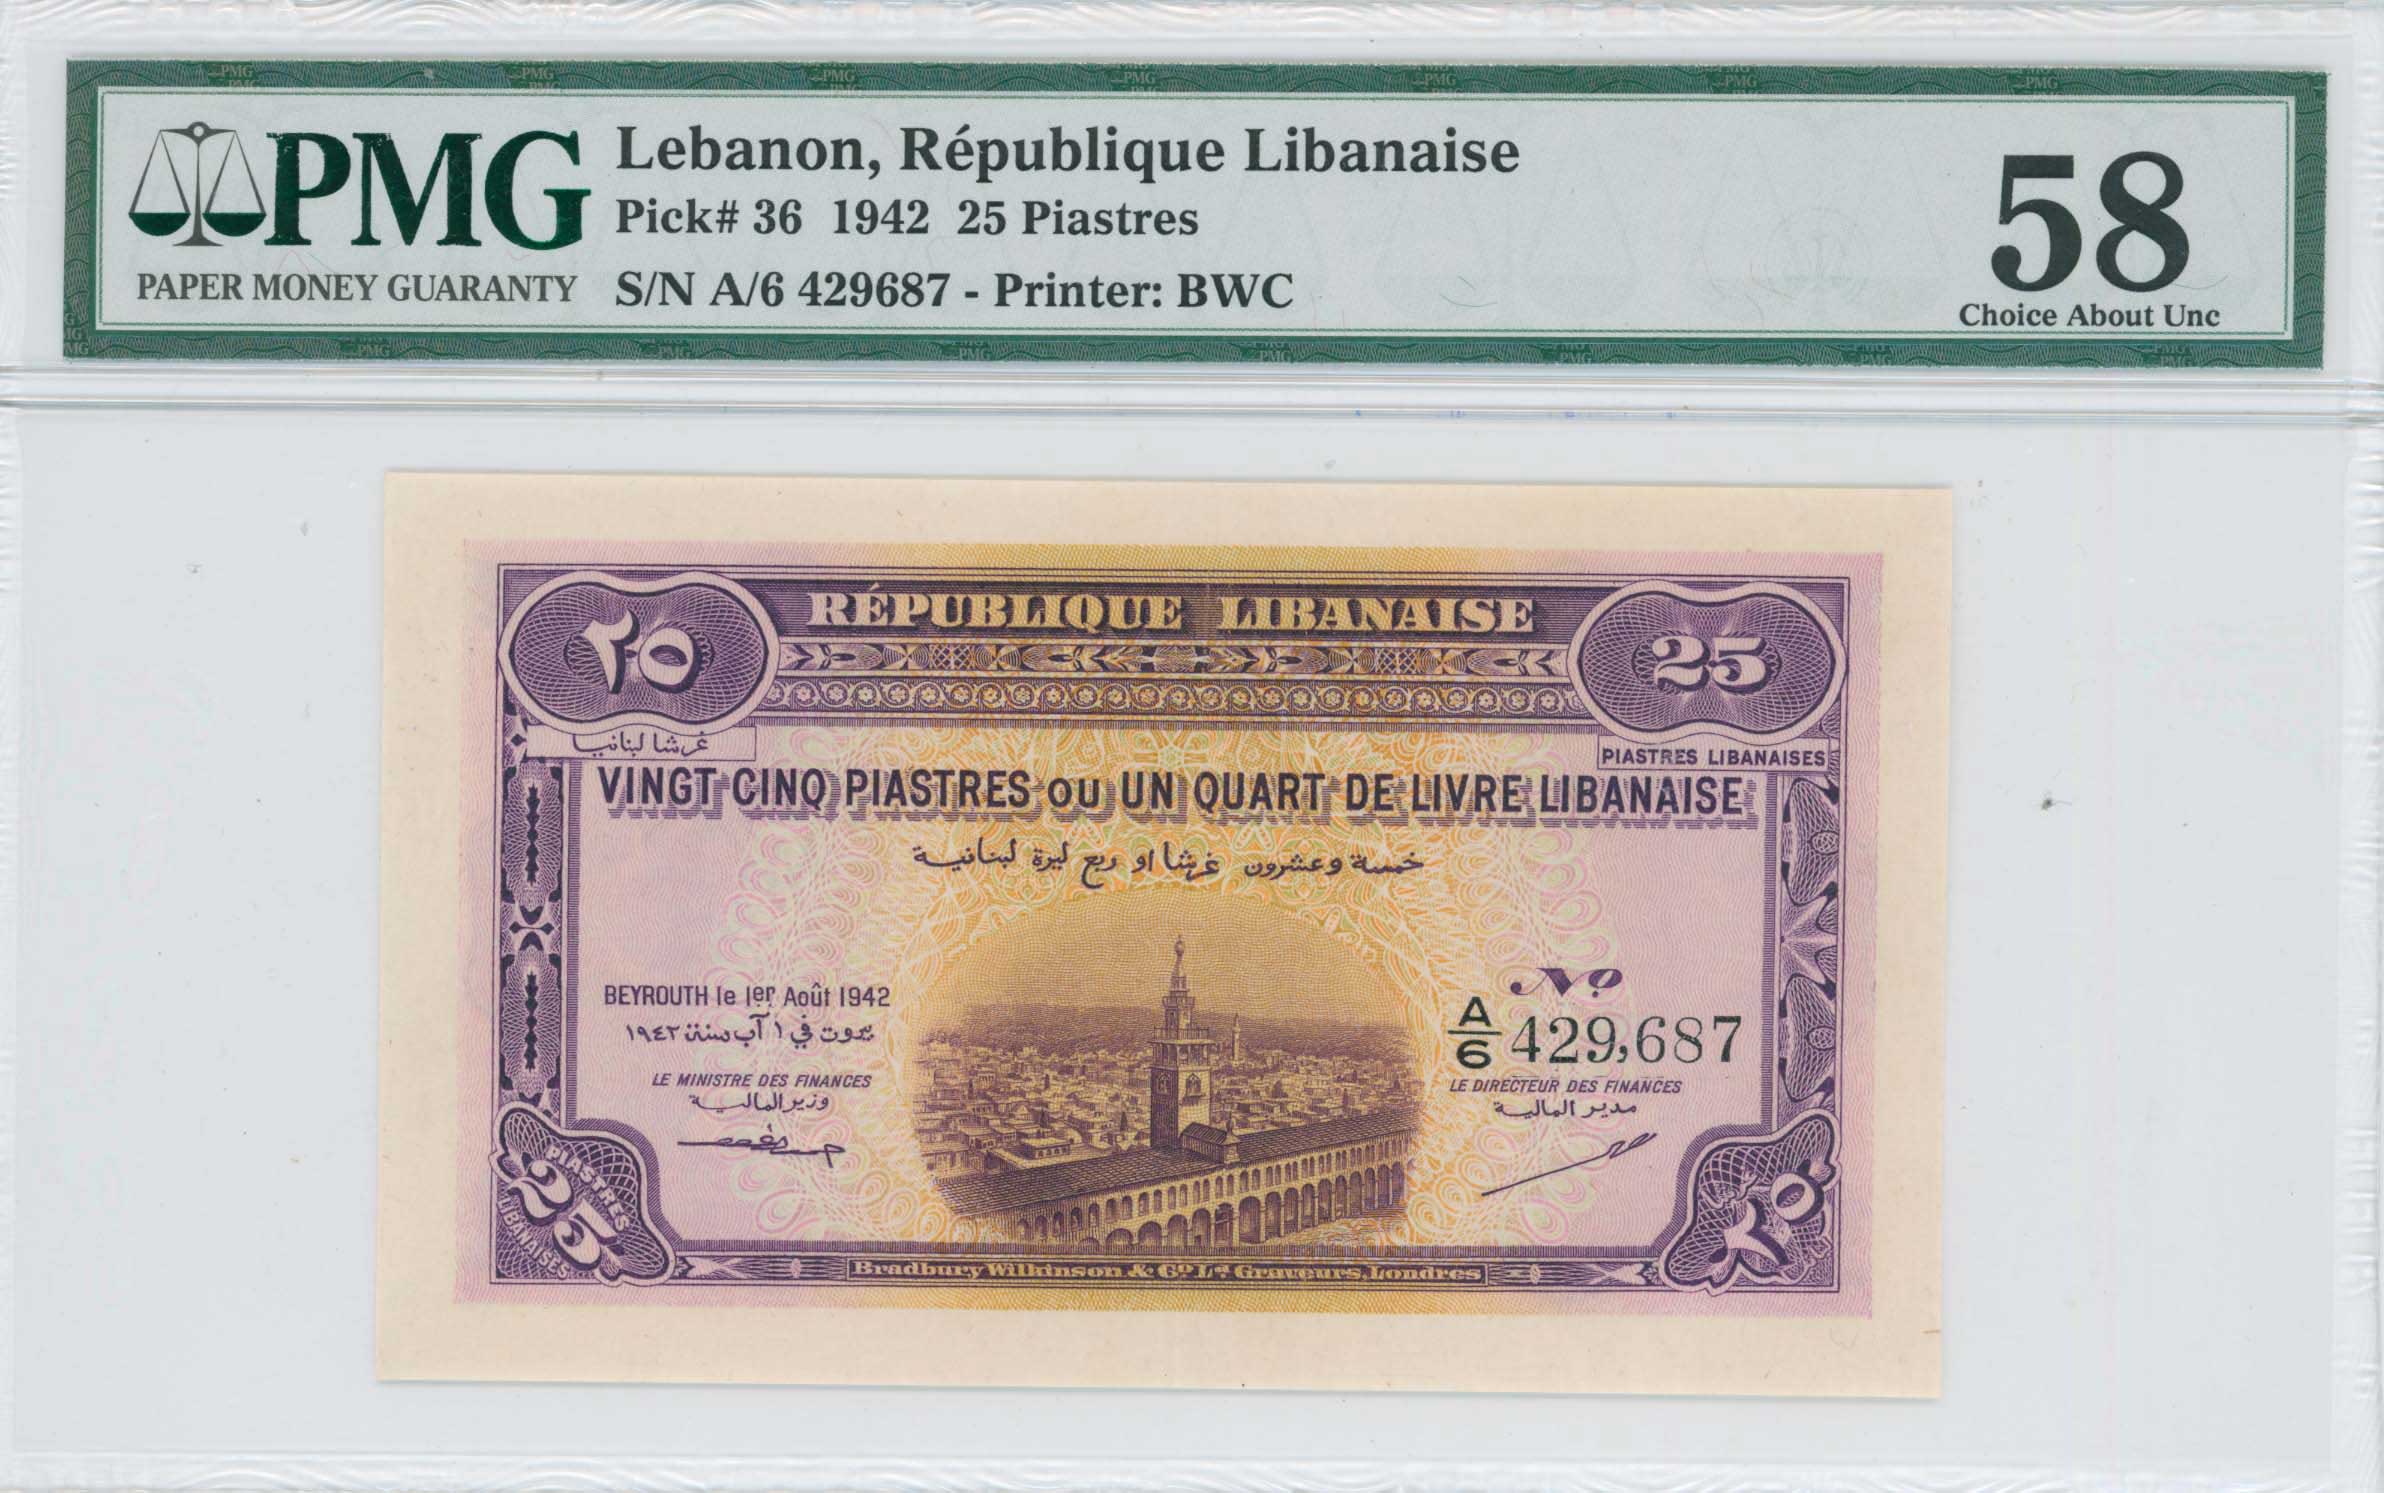 PMG
PAPER MONEY GUARANTY
Lebanon, République Libanaise
Pick# 36 1942 25 Piastres
S/N A/6 429687 - Printer: BWC
58
Choice About Unc
RÉPUBLIQUE LIBANAISE
٢٥
25
غرشا لبنانيا
PIASTRES LIBANAISES
VINGT CINQ PIASTRES OU UN QUART DE LIVRE LIBANAISE
خمسة وعشرون غرشا او ربع ليرة لبنانية
BEYROUTH le 1er Août 1942
بيروت في ١ آب سنة ١٩٤٢
No
A/6 429,687
LE MINISTRE DES FINANCES
وزير المالية
LE DIRECTEUR DES FINANCES
مدير المالية
PIASTRES
25
LIBANAISES
٢٥
Bradbury Wilkinson & Co. Ld. Graveurs, Londres